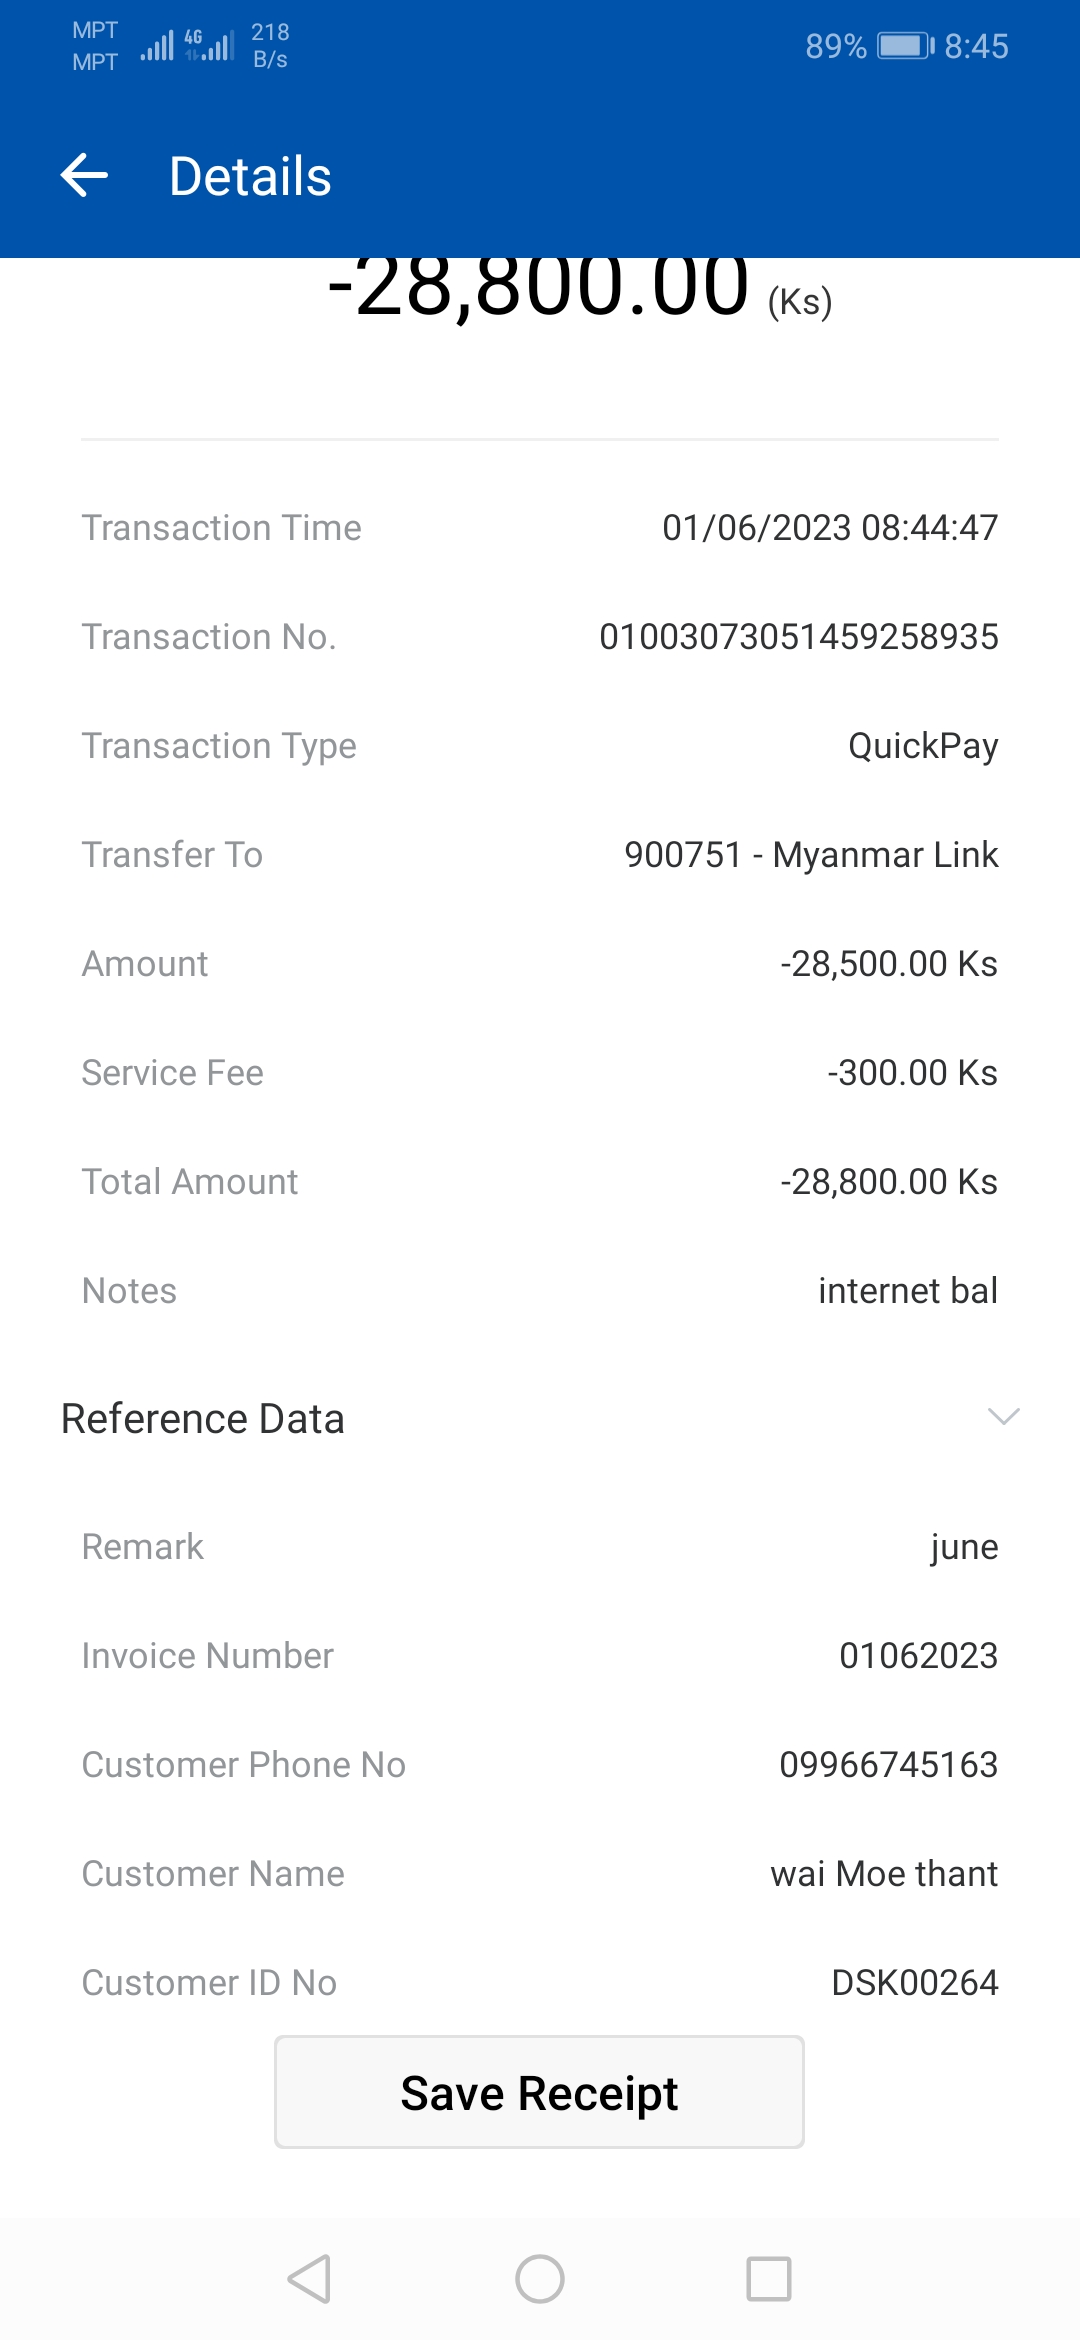 MPT 4G 218 89% 8:45
MPT B/s
Details
-28,800.00 (Ks)
Transaction Time 01/06/2023 08:44:47
Transaction No. 01003073051459258935
Transaction Type QuickPay
Transfer To 900751 - Myanmar Link
Amount -28,500.00 Ks
Service Fee -300.00 Ks
Total Amount -28,800.00 Ks
Notes internet bal
Reference Data
Remark june
Invoice Number 01062023
Customer Phone No 09966745163
Customer Name wai Moe thant
Customer ID No DSK00264
Save Receipt